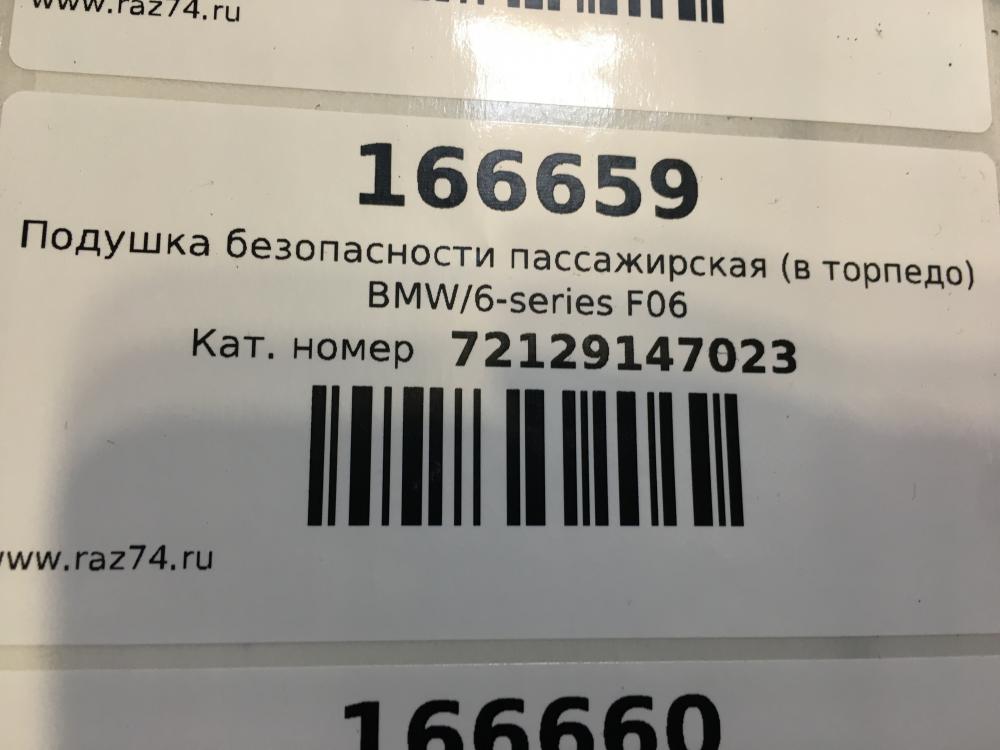 www.raz74.ru
166659
Подушка безопасности пассажирская (в торпедо)
BMW/6-series F06
Кат. номер 72129147023
www.raz74.ru
166660